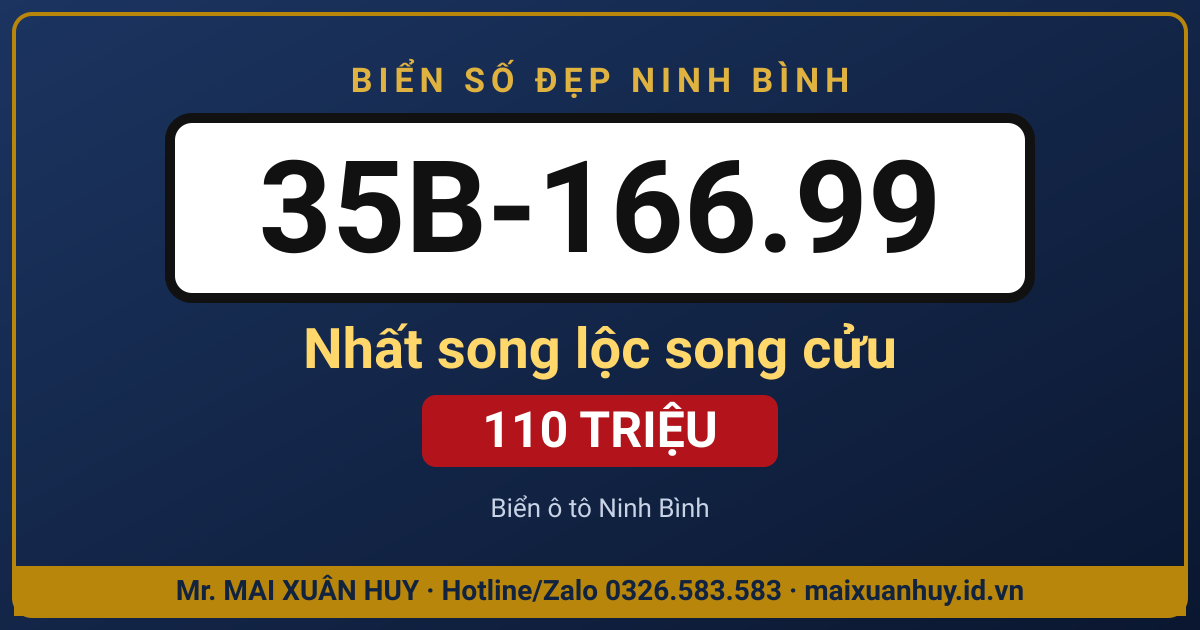 BIỂN SỐ ĐẸP NINH BÌNH
35B-166.99
Nhất song lộc song cửu
110 TRIỆU
Biển ô tô Ninh Bình
Mr. MAI XUÂN HUY · Hotline/Zalo 0326.583.583 · maixuanhuy.id.vn